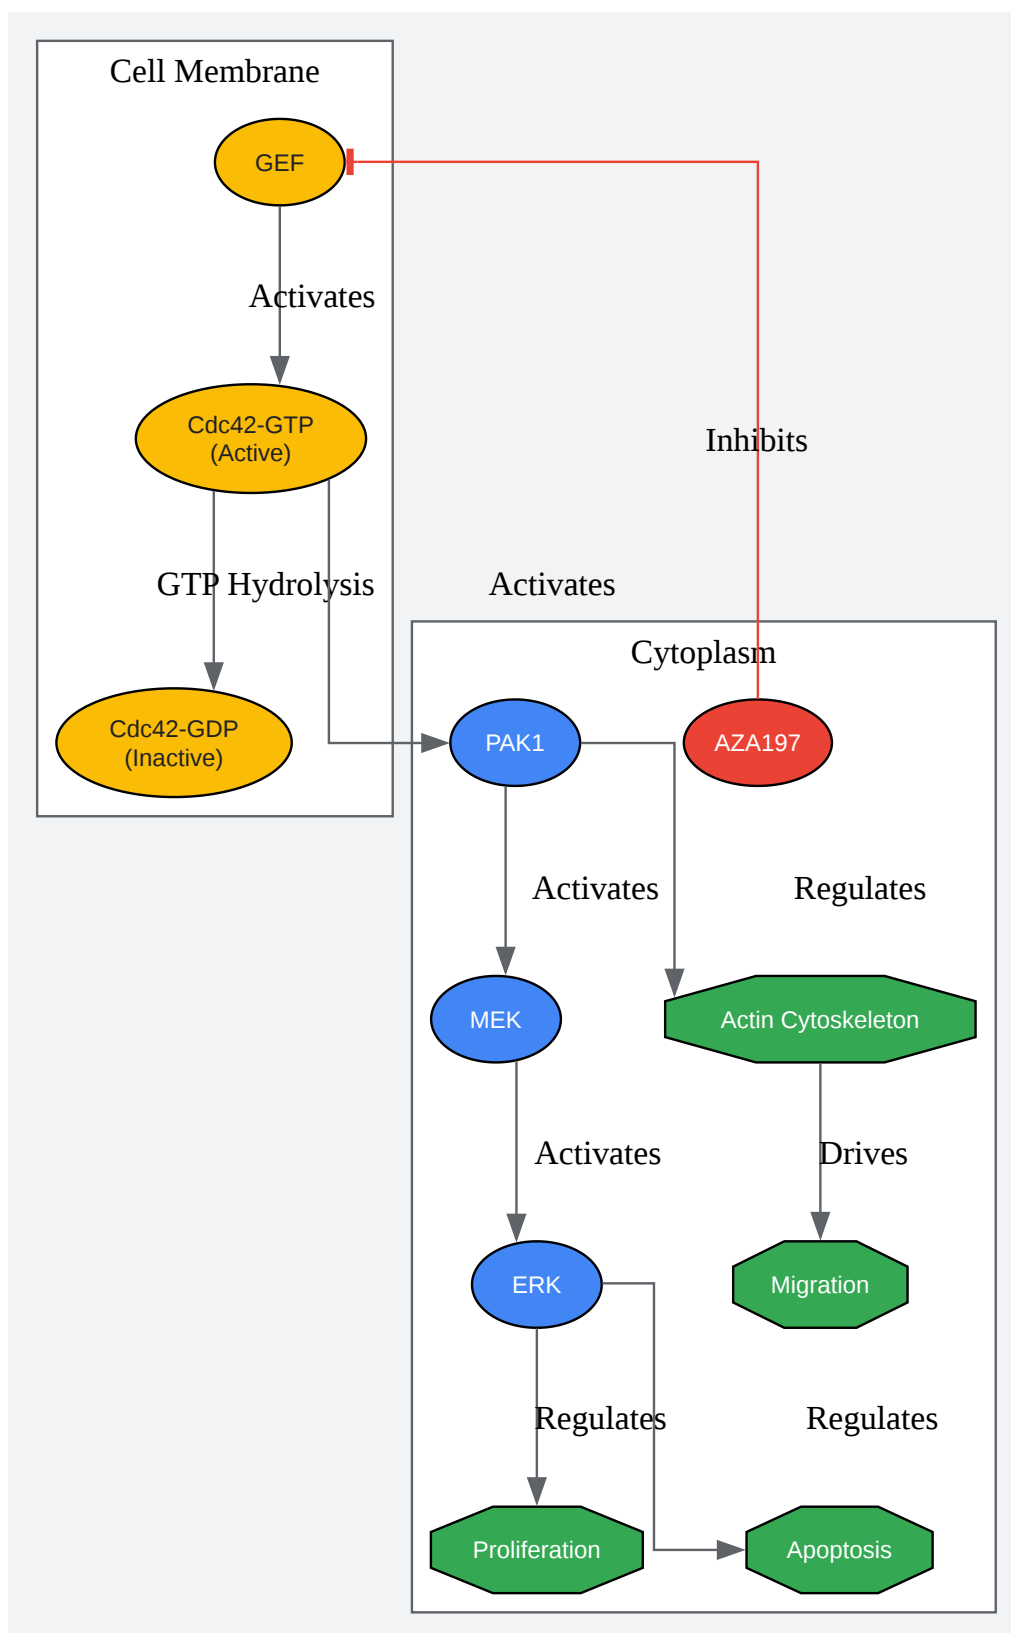 Cell Membrane
GEF
Activates
Cdc42-GTP
(Active)
Inhibits
GTP Hydrolysis
Activates
Cytoplasm
Cdc42-GDP
(Inactive)
PAK1
AZA197
Activates
Regulates
MEK
Actin Cytoskeleton
Activates
Drives
ERK
Migration
Regulates
Regulates
Proliferation
Apoptosis